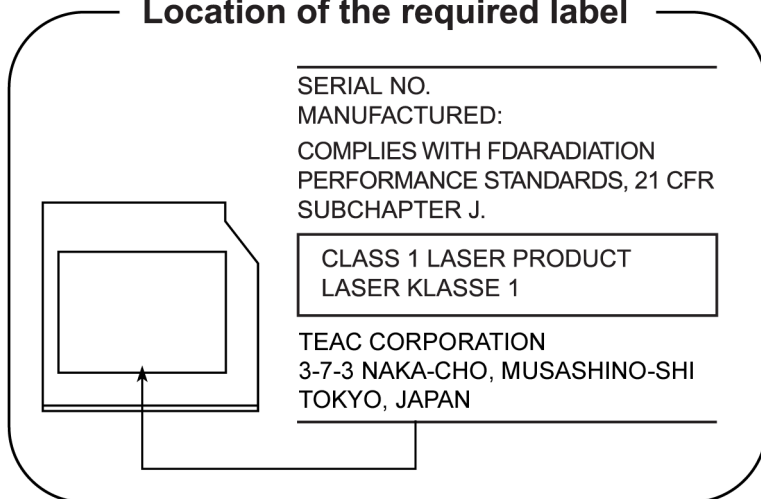 Location of the required label
SERIAL NO.
MANUFACTURED:
COMPLIES WITH FDARADIATION
PERFORMANCE STANDARDS, 21 CFR
SUBCHAPTER J.
CLASS 1 LASER PRODUCT
LASER KLASSE 1
TEAC CORPORATION
3-7-3 NAKA-CHO, MUSASHINO-SHI
TOKYO, JAPAN